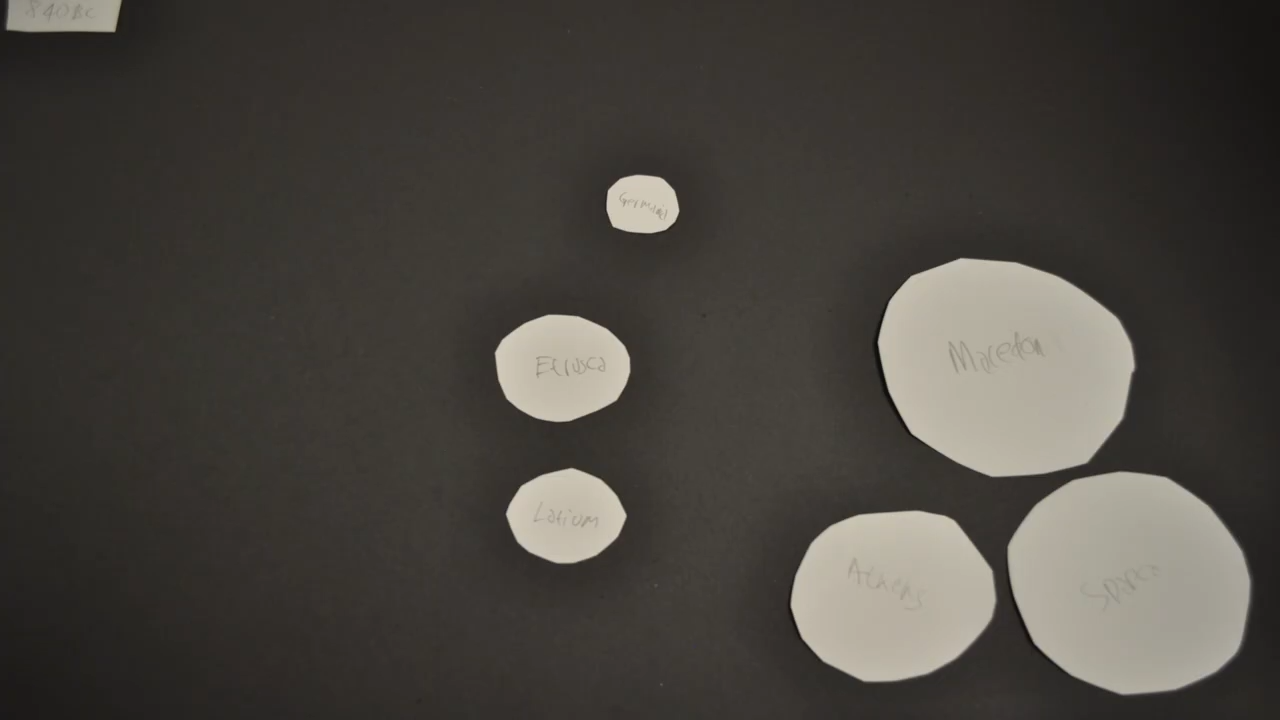 840BC
Germania
Etrusca
Macedon
Latium
Athens
Sparta